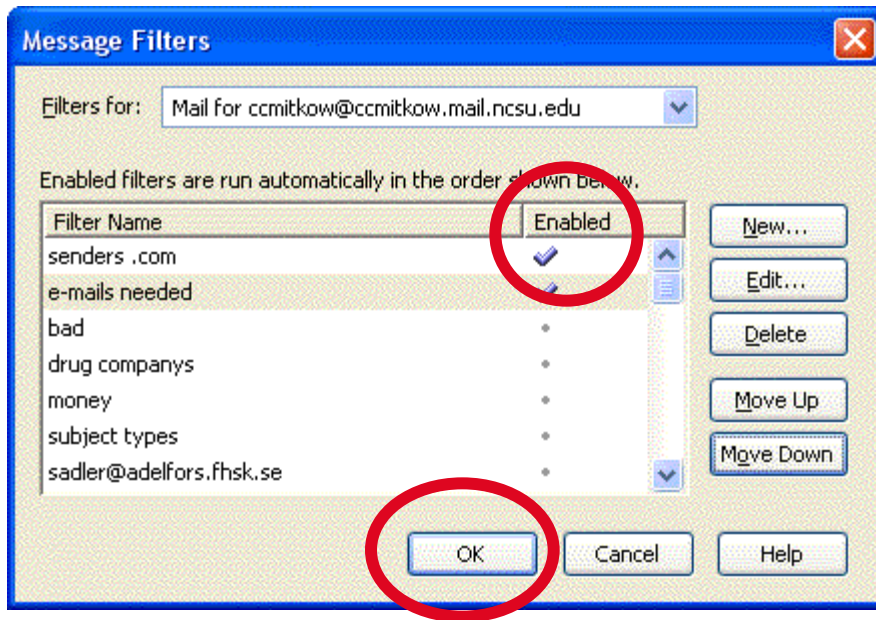 Message Filters
Filters for: Mail for ccmitkow@ccmitkow.mail.ncsu.edu
Enabled filters are run automatically in the order shown below.
Filter Name Enabled
senders .com
e-mails needed
bad
drug companys
money
subject types
sadler@adelfors.fhsk.se
New...
Edit...
Delete
Move Up
Move Down
OK Cancel Help